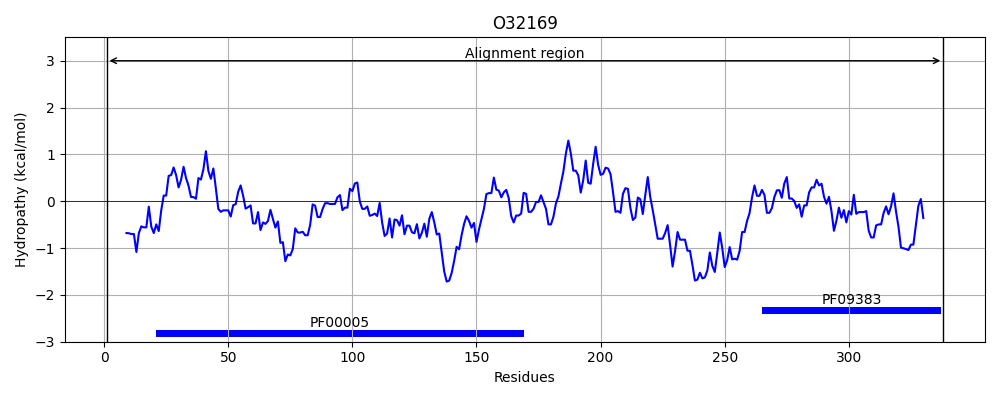 O32169
Alignment region
3
2
1
0
−1
−2
−3
Hydropathy (kcal/mol)
PF09383
PF00005
0 50 100 150 200 250 300
Residues